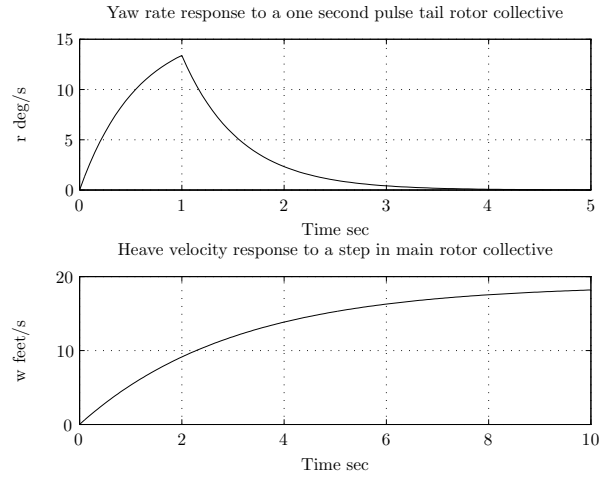 Yaw rate response to a one second pulse tail rotor collective
15
10
5
0
r deg/s
0 1 2 3 4 5
Time sec
Heave velocity response to a step in main rotor collective
20
10
0
w feet/s
0 2 4 6 8 10
Time sec